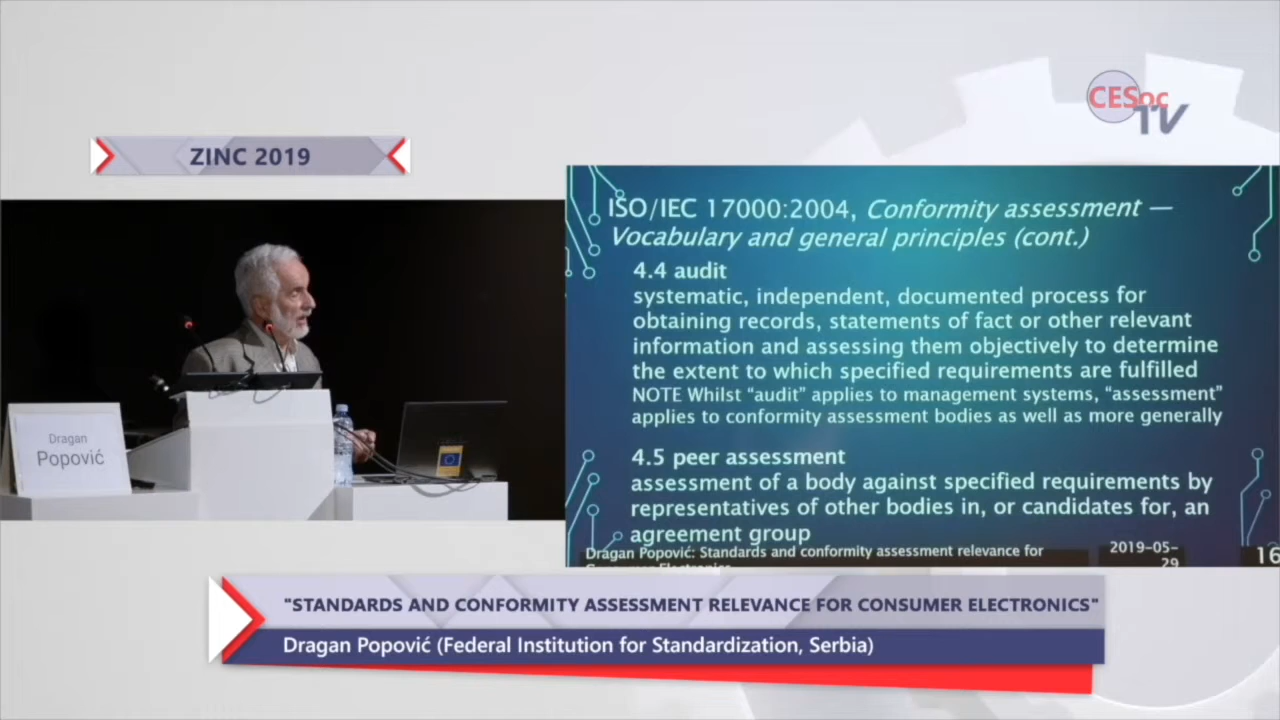 CESoc
TV
ZINC 2019
ISO/IEC 17000:2004, Conformity assessment —
Vocabulary and general principles (cont.)
4.4 audit
systematic, independent, documented process for
obtaining records, statements of fact or other relevant
information and assessing them objectively to determine
the extent to which specified requirements are fulfilled
NOTE Whilst “audit” applies to management systems, “assessment”
applies to conformity assessment bodies as well as more generally
4.5 peer assessment
assessment of a body against specified requirements by
representatives of other bodies in, or candidates for, an
agreement group
Dragan Popović: Standards and conformity assessment relevance for
Consumer Electronics
2019-05-
29
16
Dragan
Popović
"STANDARDS AND CONFORMITY ASSESSMENT RELEVANCE FOR CONSUMER ELECTRONICS"
Dragan Popović (Federal Institution for Standardization, Serbia)